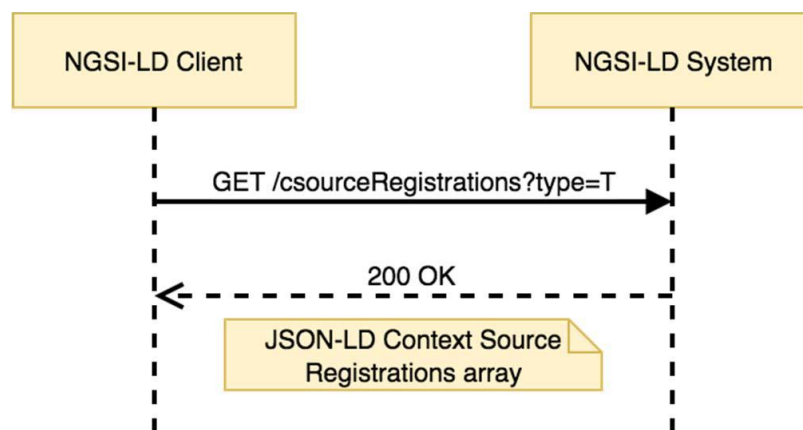 NGSI-LD Client
NGSI-LD System
GET /csourceRegistrations?type=T
200 OK
JSON-LD Context Source
Registrations array